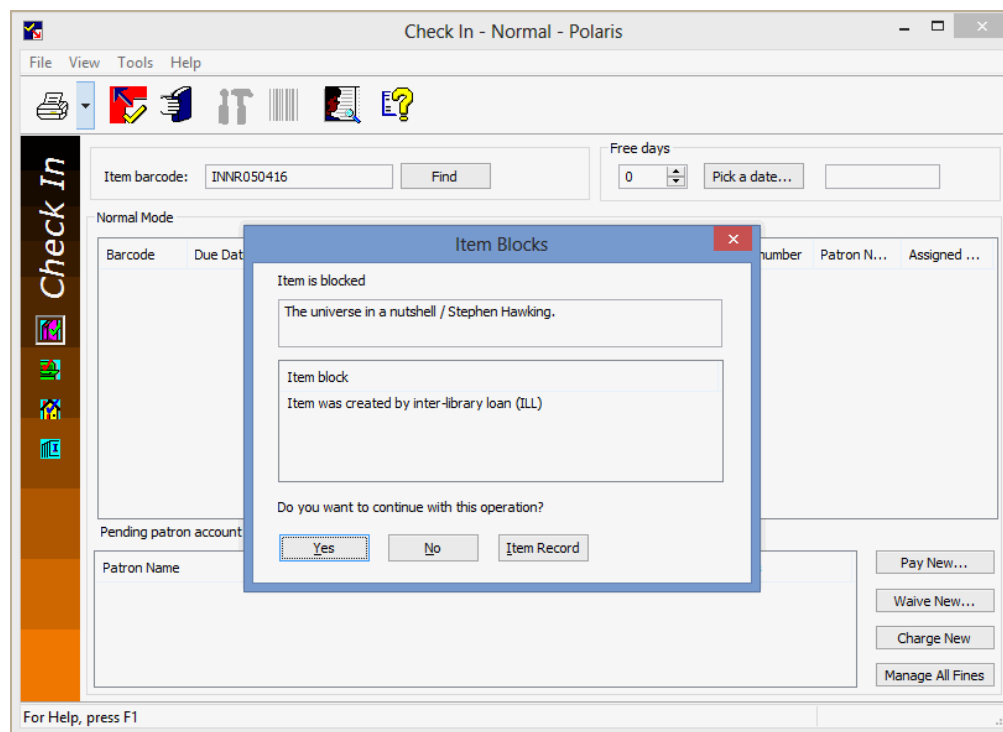 Check In - Normal - Polaris
File View Tools Help
Check In
Item barcode: INNR050416 Find
Free days
0 Pick a date...
Normal Mode
Barcode Due Dat number Patron N... Assigned ...
Item Blocks
Item is blocked
The universe in a nutshell / Stephen Hawking.
Item block
Item was created by inter-library loan (ILL)
Do you want to continue with this operation?
Yes No Item Record
Pending patron account
Patron Name
Pay New...
Waive New...
Charge New
Manage All Fines
For Help, press F1